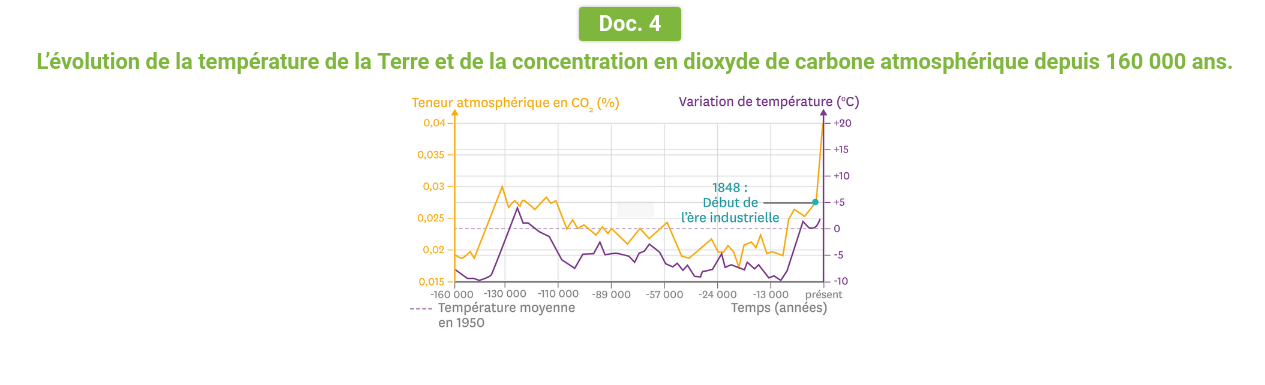 Doc. 4
L’évolution de la température de la Terre et de la concentration en dioxyde de carbone atmosphérique depuis 160 000 ans.
Teneur atmosphérique en CO₂ (%)
Variation de température (°C)
0,04
0,035
0,03
0,025
0,02
0,015
+20
+15
+10
+5
0
-5
-10
1848 :
Début de
l’ère industrielle
-160 000 -130 000 -110 000 -89 000 -57 000 -24 000 -13 000 présent
Temps (années)
Température moyenne
en 1950